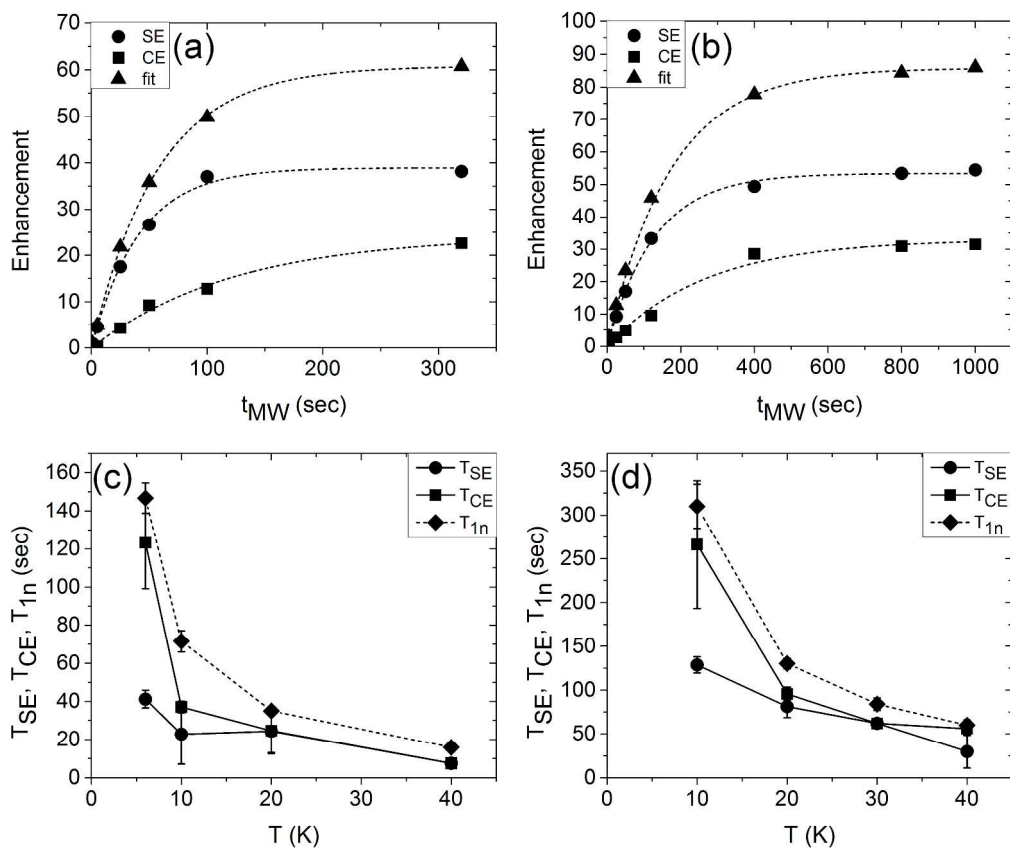 (a)
SE
CE
fit
Enhancement
70
60
50
40
30
20
10
0
0 100 200 300
tMW (sec)
(b)
SE
CE
fit
Enhancement
100
90
80
70
60
50
40
30
20
10
0
0 200 400 600 800 1000
tMW (sec)
(c)
TSE
TCE
T1n
TSE, TCE, T1n (sec)
160
140
120
100
80
60
40
20
0
0 10 20 30 40
T (K)
(d)
TSE
TCE
T1n
TSE, TCE, T1n (sec)
350
300
250
200
150
100
50
0
0 10 20 30 40
T (K)